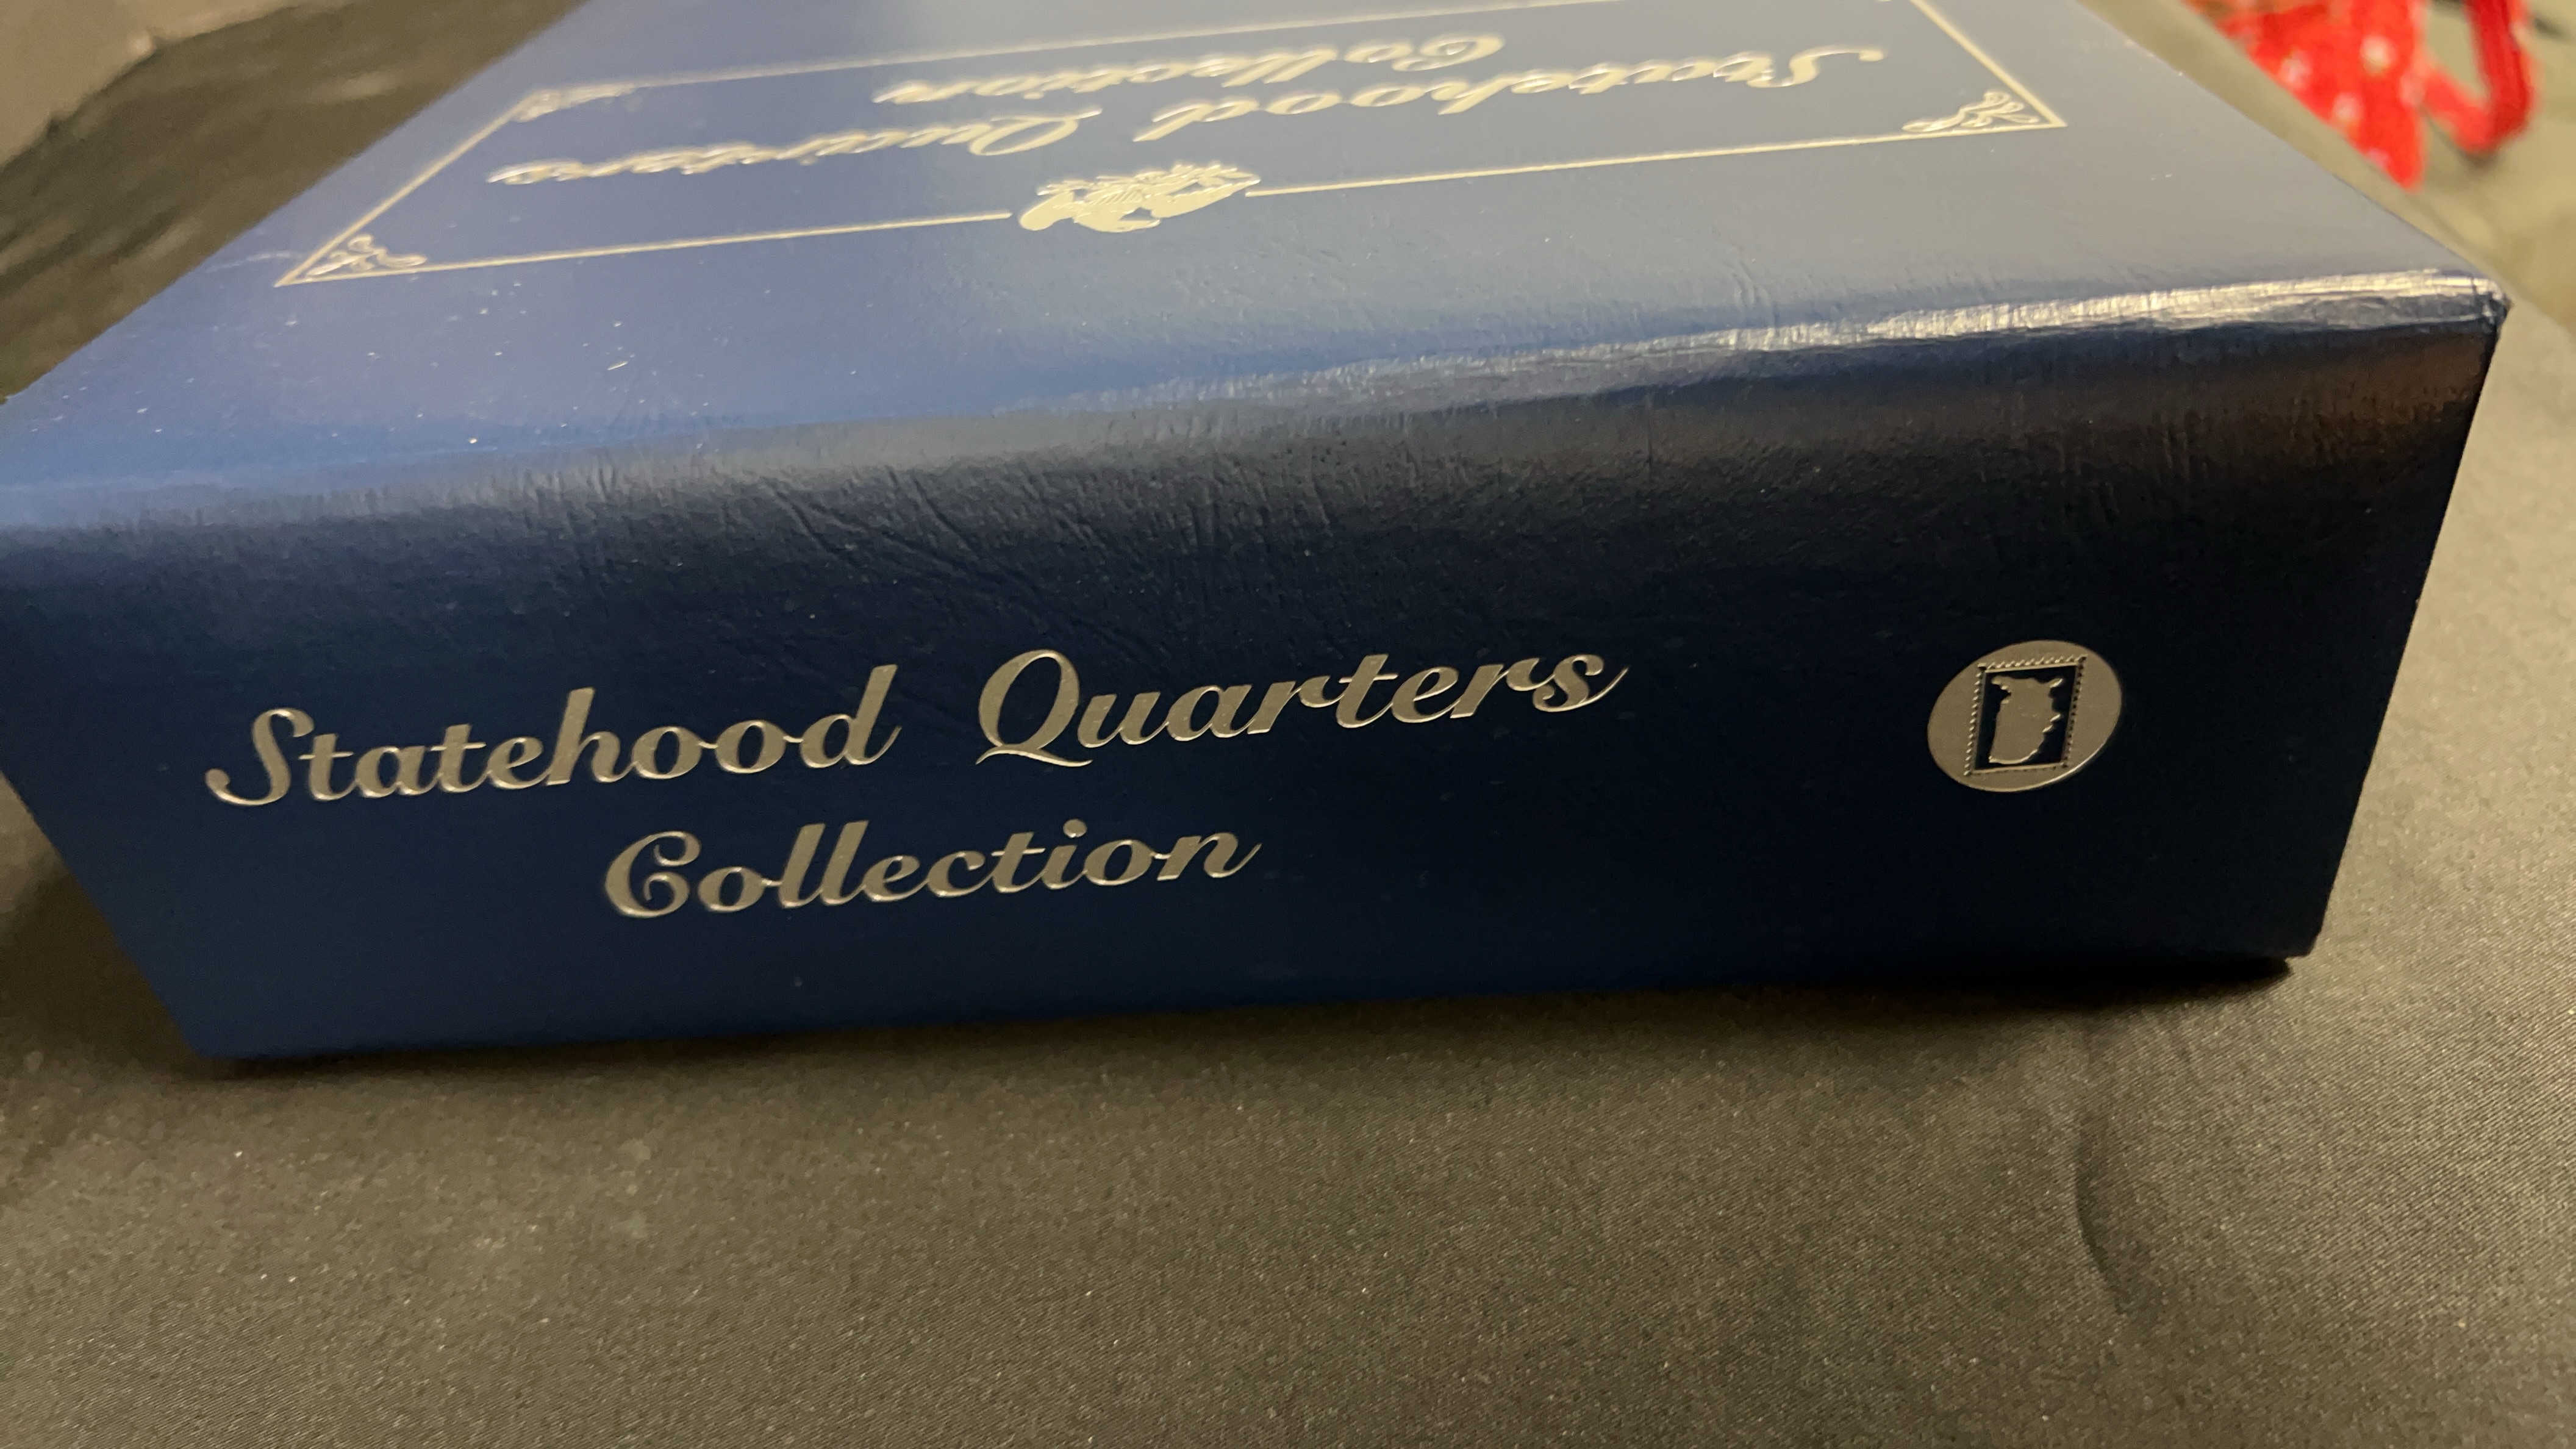 Statehood Quarters
Collection
Statehood Quarters
Collection